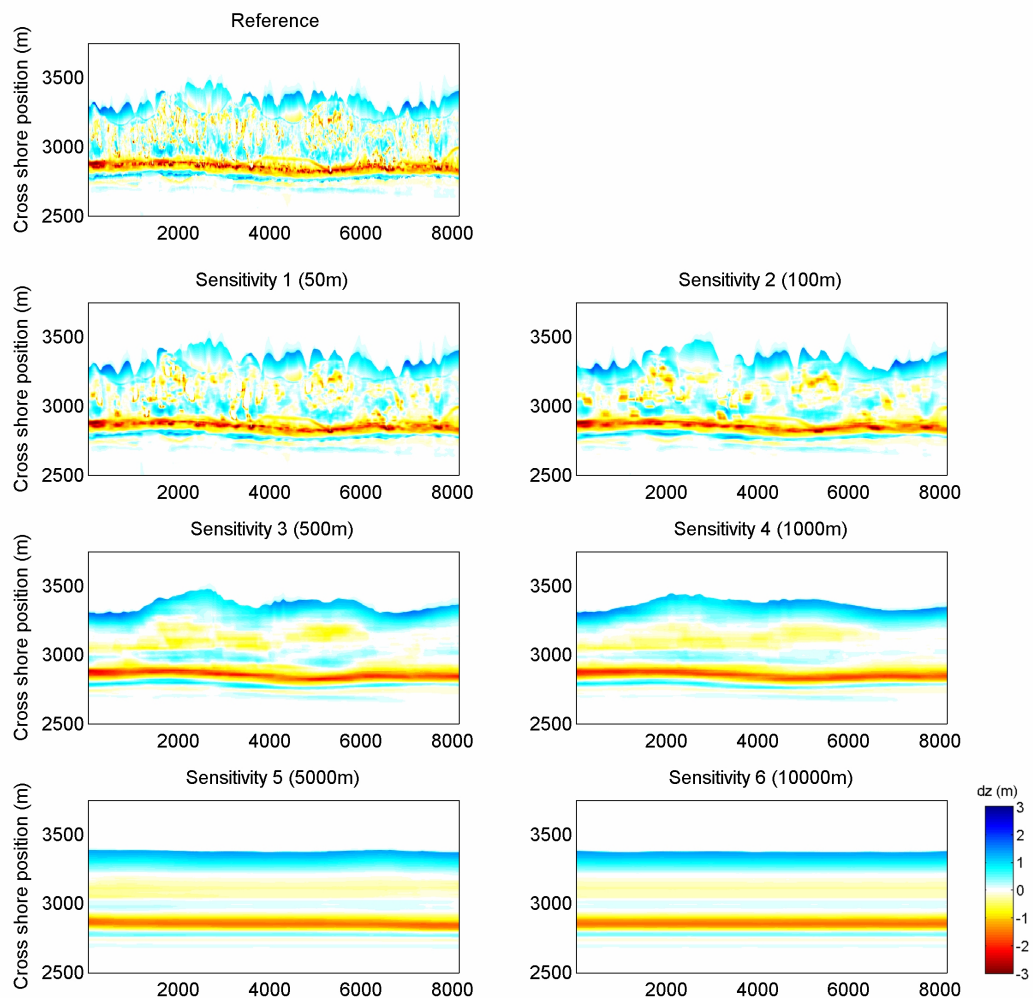 Reference
Cross shore position (m)
3500
3000
2500
2000 4000 6000 8000
Sensitivity 1 (50m)
Cross shore position (m)
3500
3000
2500
2000 4000 6000 8000
Sensitivity 2 (100m)
3500
3000
2500
2000 4000 6000 8000
Sensitivity 3 (500m)
Cross shore position (m)
3500
3000
2500
2000 4000 6000 8000
Sensitivity 4 (1000m)
3500
3000
2500
2000 4000 6000 8000
Sensitivity 5 (5000m)
Cross shore position (m)
3500
3000
2500
2000 4000 6000 8000
Sensitivity 6 (10000m)
3500
3000
2500
2000 4000 6000 8000
dz (m)
3
2
1
0
-1
-2
-3